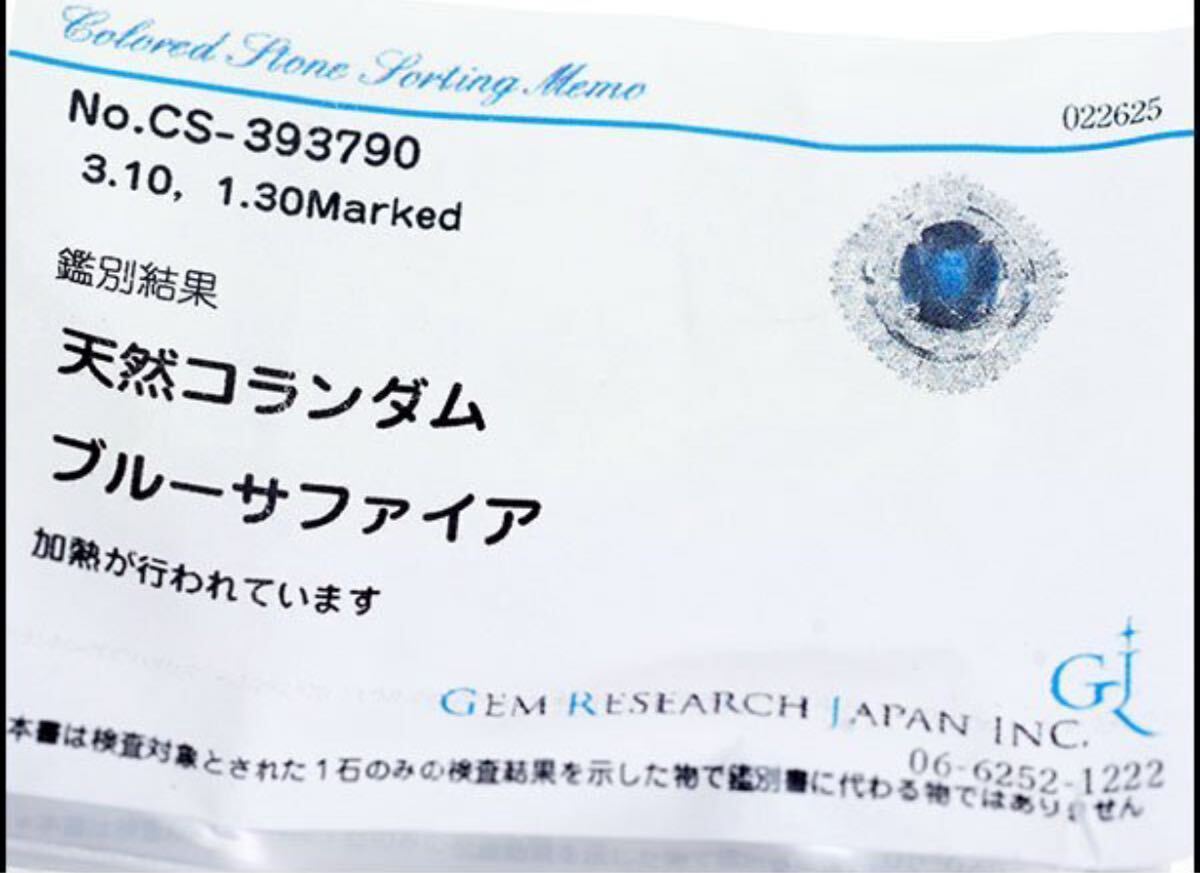 Colored Stone Sorting Memo
022625
No.CS-393790
3.10, 1.30Marked
鑑別結果
天然コランダム
ブルーサファイア
加熱が行われています
GJ
GEM RESEARCH JAPAN INC.
06-6252-1222
本書は検査対象とされた1石のみの検査結果を示した物で鑑別書に代わる物ではありません